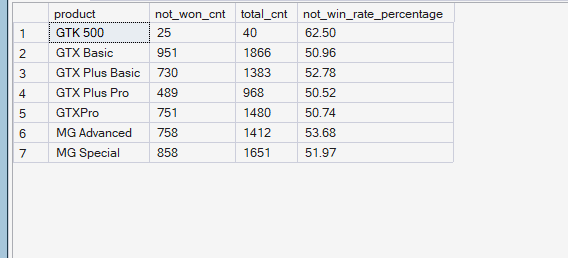 product not_won_cnt total_cnt not_win_rate_percentage
1 GTK 500 25 40 62.50
2 GTX Basic 951 1866 50.96
3 GTX Plus Basic 730 1383 52.78
4 GTX Plus Pro 489 968 50.52
5 GTXPro 751 1480 50.74
6 MG Advanced 758 1412 53.68
7 MG Special 858 1651 51.97